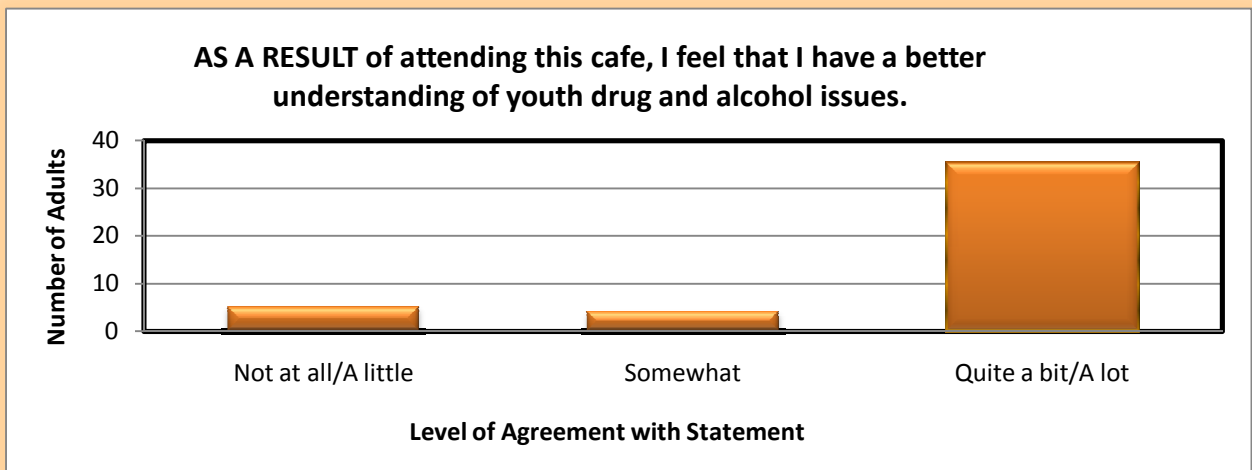 AS A RESULT of attending this cafe, I feel that I have a better
understanding of youth drug and alcohol issues.
Number of Adults
40
30
20
10
0
Not at all/A little Somewhat Quite a bit/A lot
Level of Agreement with Statement